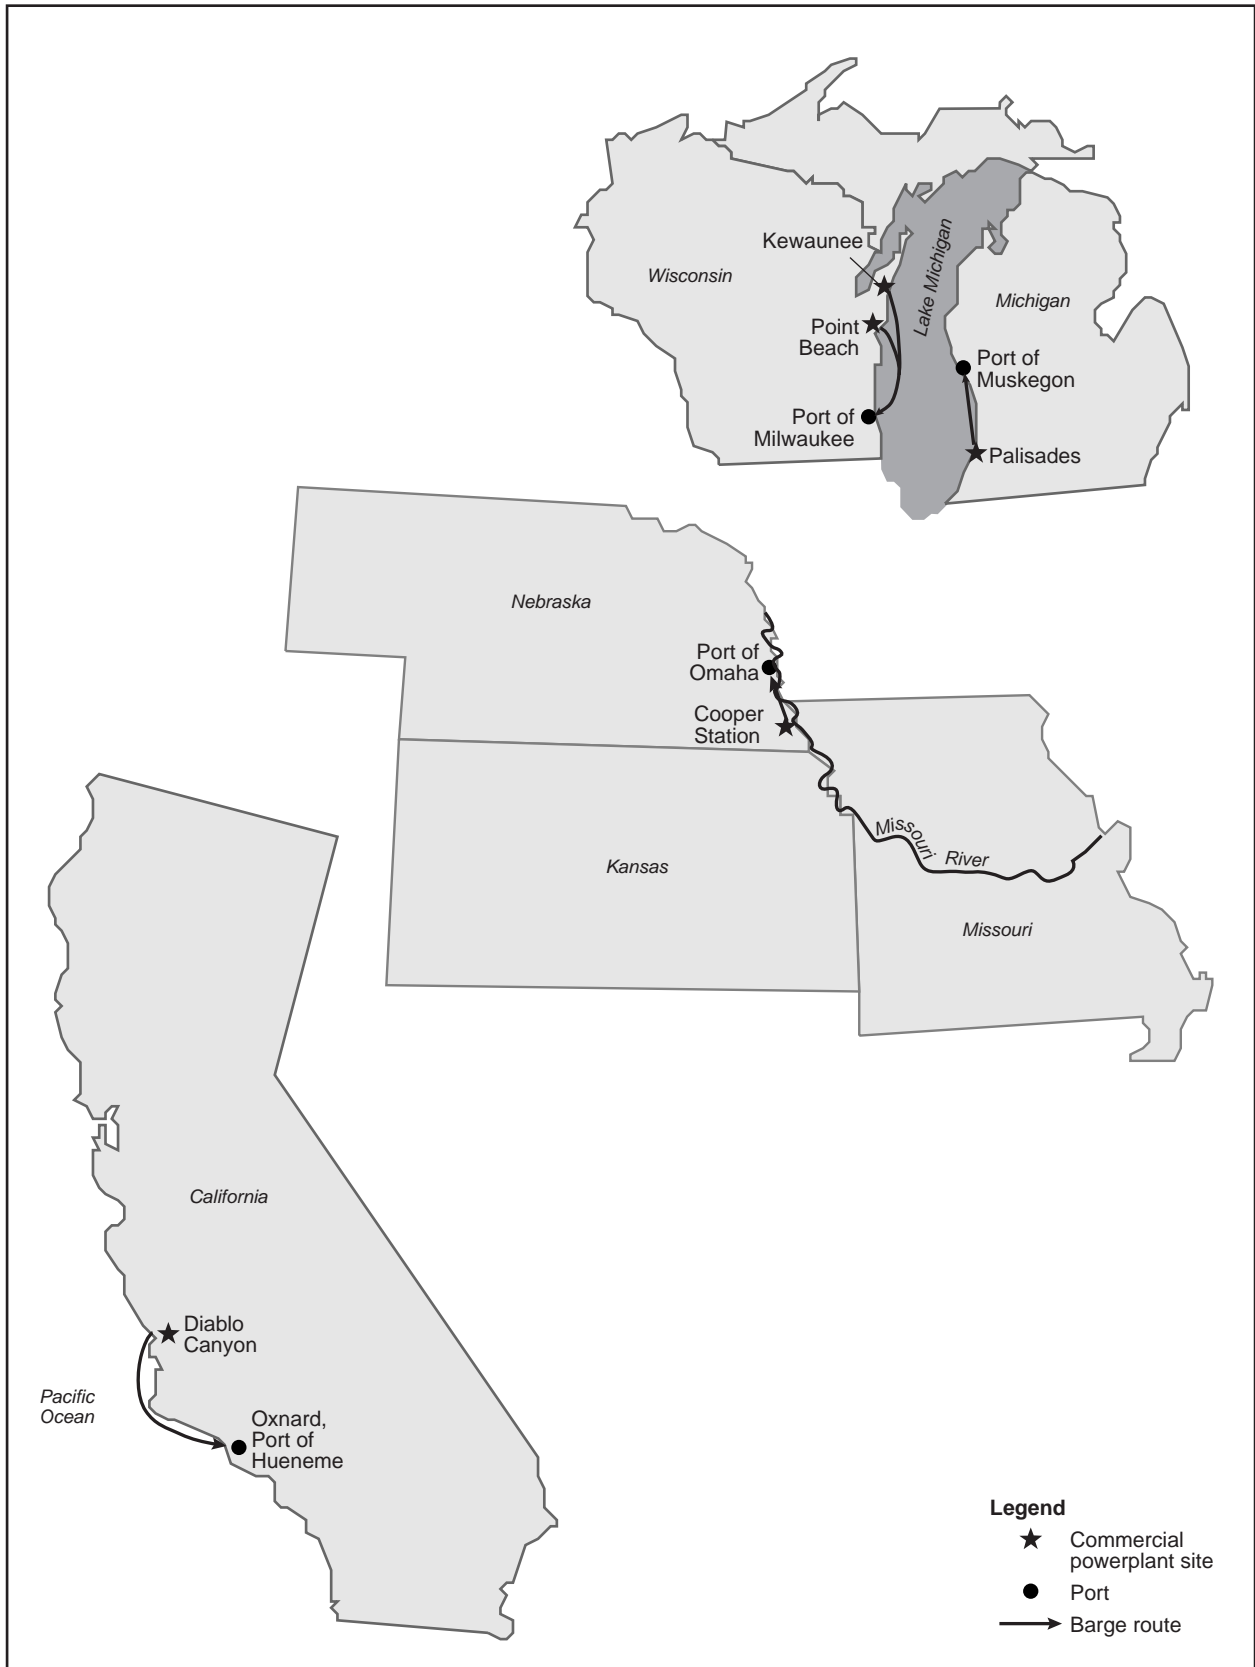 Kewaunee
Wisconsin
Lake Michigan
Michigan
Point
Beach
Port of
Muskegon
Port of
Milwaukee
Palisades
Nebraska
Port of
Omaha
Cooper
Station
Missouri
River
Kansas
Missouri
California
Diablo
Canyon
Pacific
Ocean
Oxnard,
Port of
Hueneme
Legend
Commercial
powerplant site
Port
Barge route